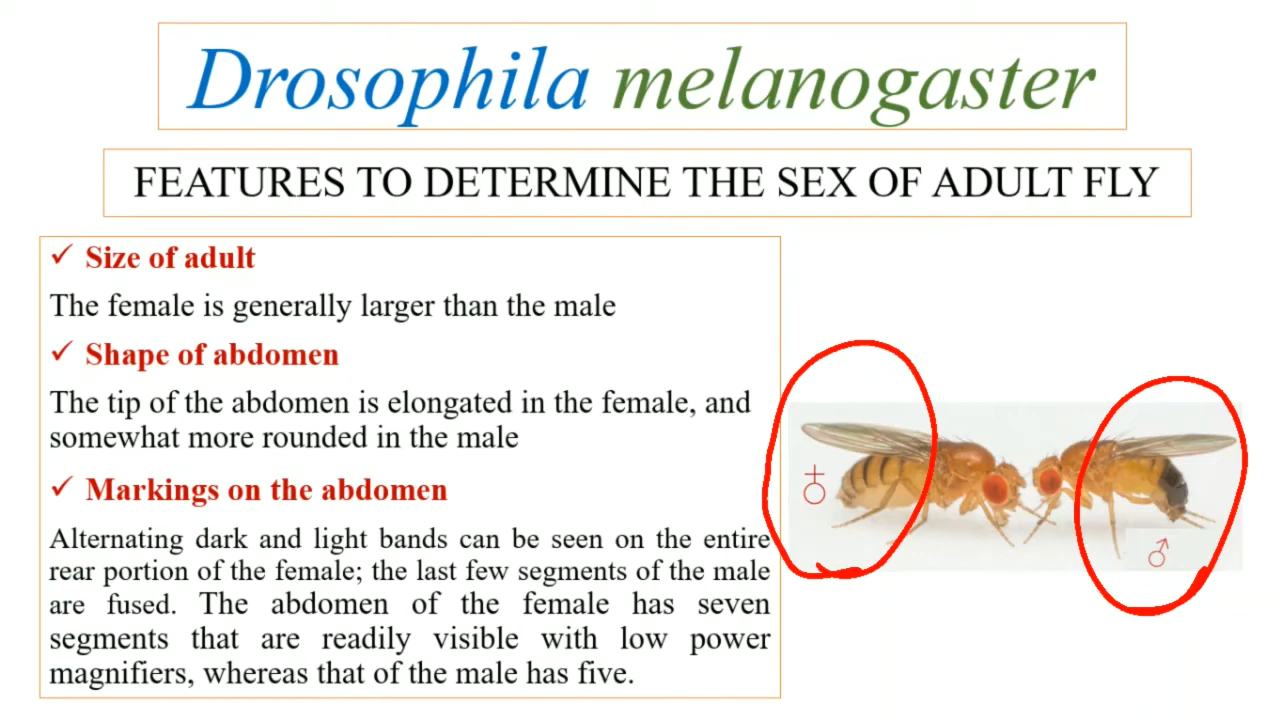 Drosophila melanogaster
FEATURES TO DETERMINE THE SEX OF ADULT FLY
✓ Size of adult
The female is generally larger than the male
✓ Shape of abdomen
The tip of the abdomen is elongated in the female, and
somewhat more rounded in the male
✓ Markings on the abdomen
Alternating dark and light bands can be seen on the entire
rear portion of the female; the last few segments of the male
are fused. The abdomen of the female has seven
segments that are readily visible with low power
magnifiers, whereas that of the male has five.
♀
♂